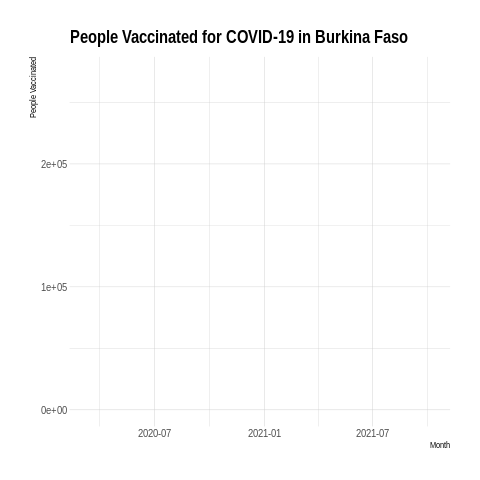 People Vaccinated for COVID-19 in Burkina Faso
People Vaccinated
2e+05
1e+05
0e+00
2020-07 2021-01 2021-07
Month